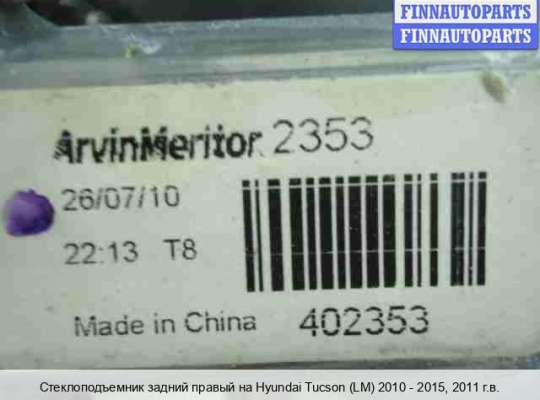 FINNAUTOPARTS
FINNAUTOPARTS
ArvinMeritor 2353
26/07/10
22:13 T8
Made in China 402353
Стеклоподъемник задний правый на Hyundai Tucson (LM) 2010 - 2015, 2011 г.в.